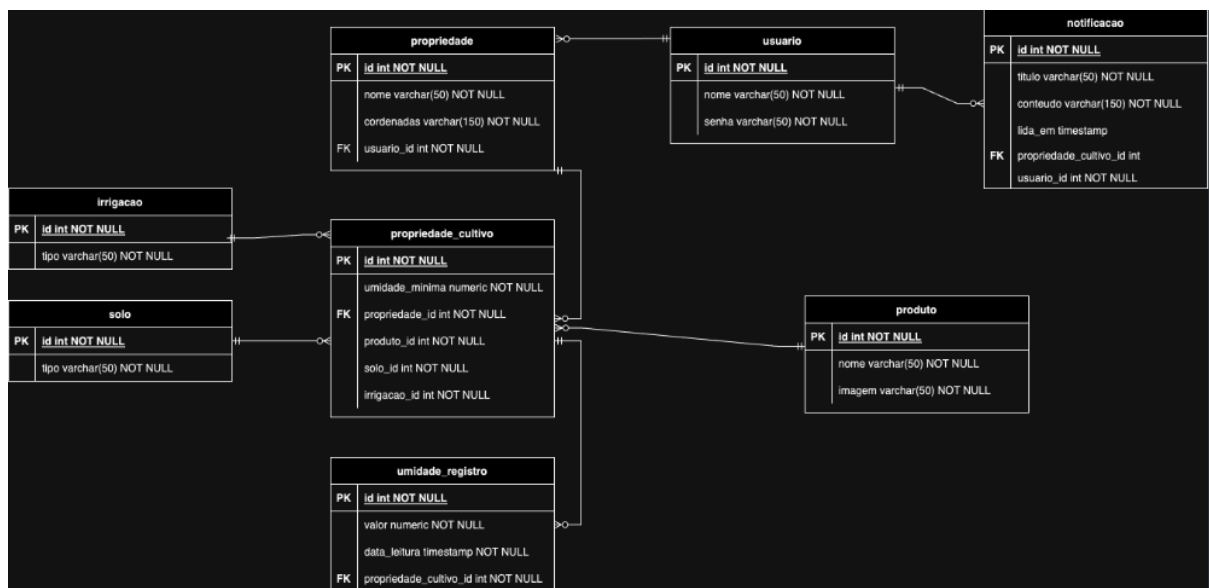 propriedade
PK id int NOT NULL
nome varchar(50) NOT NULL
cordenadas varchar(150) NOT NULL
FK usuario_id int NOT NULL
usuario
PK id int NOT NULL
nome varchar(50) NOT NULL
senha varchar(50) NOT NULL
notificacao
PK id int NOT NULL
titulo varchar(50) NOT NULL
conteudo varchar(150) NOT NULL
lida_em timestamp
FK propriedade_cultivo_id int
usuario_id int NOT NULL
irrigacao
PK id int NOT NULL
tipo varchar(50) NOT NULL
propriedade_cultivo
PK id int NOT NULL
umidade_minima numeric NOT NULL
FK propriedade_id int NOT NULL
produto_id int NOT NULL
solo_id int NOT NULL
irrigacao_id int NOT NULL
solo
PK id int NOT NULL
tipo varchar(50) NOT NULL
produto
PK id int NOT NULL
nome varchar(50) NOT NULL
imagem varchar(50) NOT NULL
umidade_registro
PK id int NOT NULL
valor numeric NOT NULL
data_leitura timestamp NOT NULL
FK propriedade_cultivo_id int NOT NULL